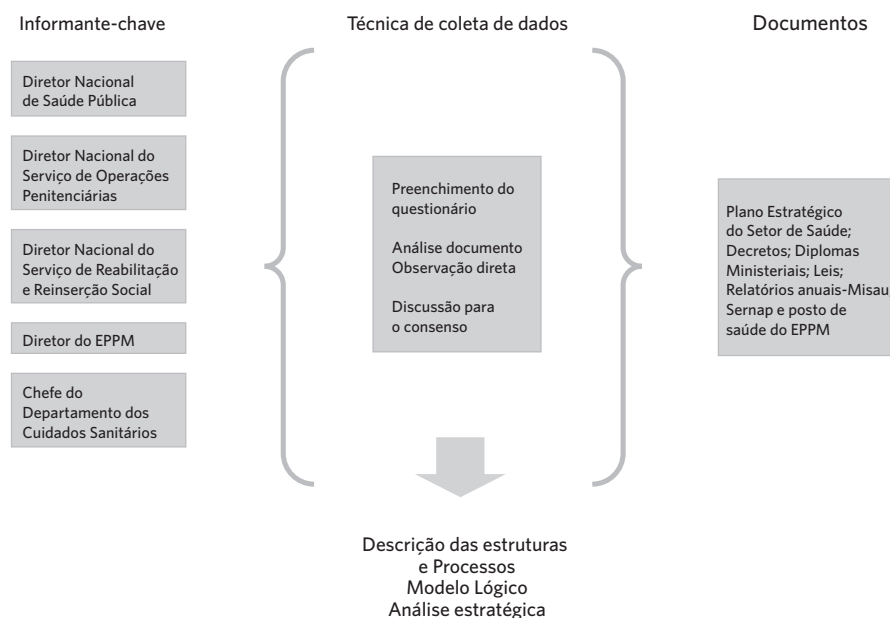 Informante-chave
Diretor Nacional
de Saúde Pública
Diretor Nacional do
Serviço de Operações
Penitenciárias
Diretor Nacional do
Serviço de Reabilitação
e Reinserção Social
Diretor do EPPM
Chefe do
Departamento dos
Cuidados Sanitários
Técnica de coleta de dados
Preenchimento do
questionário
Análise documento
Observação direta
Discussão para
o consenso
Documentos
Plano Estratégico
do Setor de Saúde;
Decretos; Diplomas
Ministeriais; Leis;
Relatórios anuais-Misau,
Sernap e posto de
saúde do EPPM
Descrição das estruturas
e Processos
Modelo Lógico
Análise estratégica